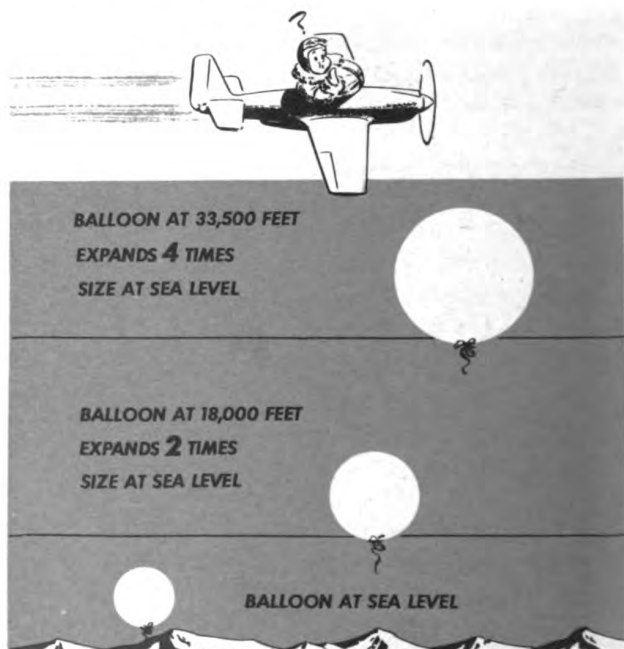 ?
BALLOON AT 33,500 FEET
EXPANDS 4 TIMES
SIZE AT SEA LEVEL
BALLOON AT 18,000 FEET
EXPANDS 2 TIMES
SIZE AT SEA LEVEL
BALLOON AT SEA LEVEL